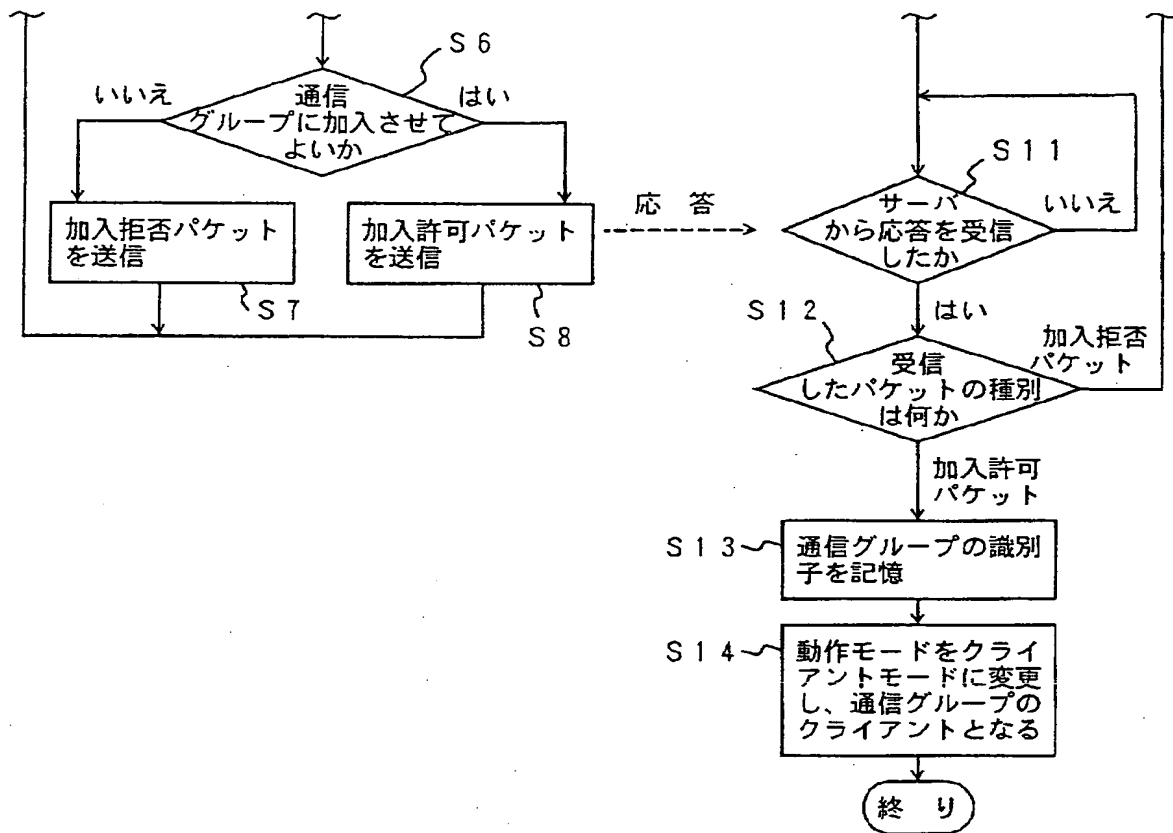 S6
いいえ
はい
通信
グループに加入させて
よいか
加入拒否パケット
を送信
S7
加入許可パケット
を送信
S8
応 答
S11
サーバ
から応答を受信
したか
いいえ
はい
S12
受信
したパケットの種別
は何か
加入拒否
パケット
加入許可
パケット
S13
通信グループの識別
子を記憶
S14
動作モードをクライ
アントモードに変更
し、通信グループの
クライアントとなる
終 り